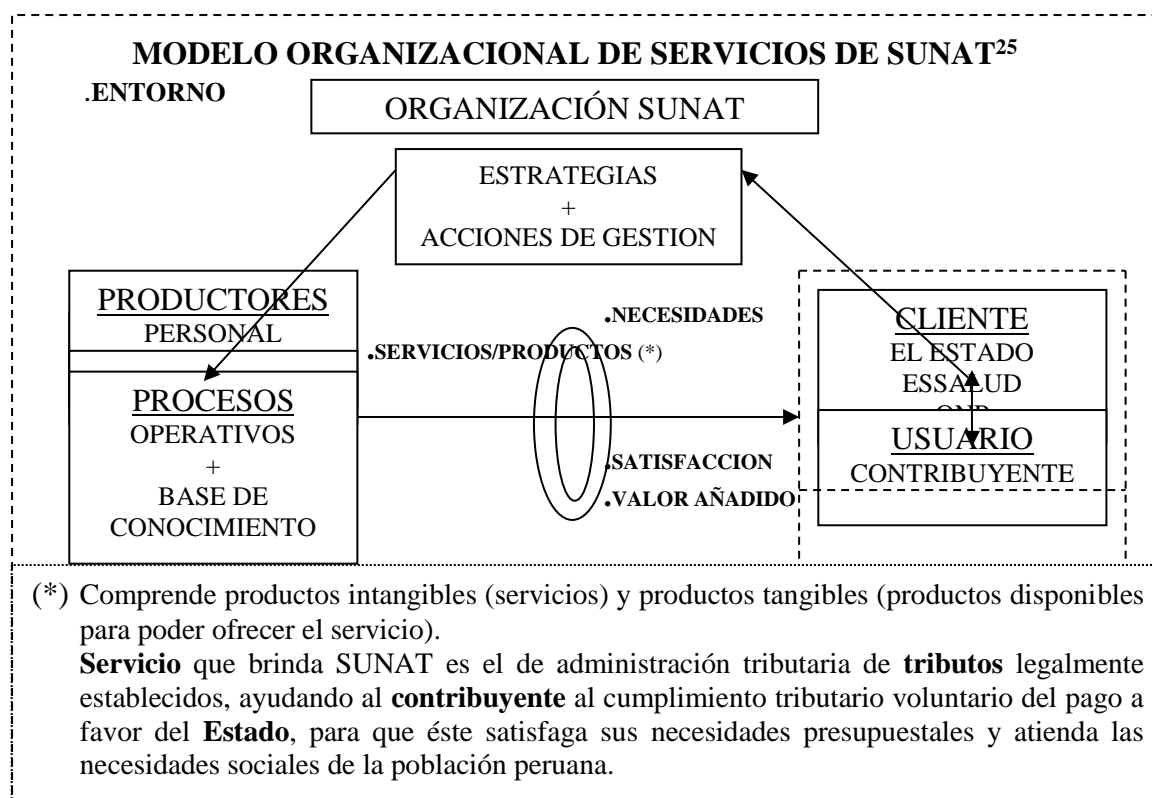 MODELO ORGANIZACIONAL DE SERVICIOS DE SUNAT25
.ENTORNO
ORGANIZACIÓN SUNAT
ESTRATEGIAS
+
ACCIONES DE GESTION
PRODUCTORES
PERSONAL
PROCESOS
OPERATIVOS
+
BASE DE
CONOCIMIENTO
.NECESIDADES
.SERVICIOS/PRODUCTOS (*)
.SATISFACCION
.VALOR AÑADIDO
CLIENTE
EL ESTADO
ESSALUD
USUARIO
CONTRIBUYENTE
(*) Comprende productos intangibles (servicios) y productos tangibles (productos disponibles
para poder ofrecer el servicio).
Servicio que brinda SUNAT es el de administración tributaria de tributos legalmente
establecidos, ayudando al contribuyente al cumplimiento tributario voluntario del pago a
favor del Estado, para que éste satisfaga sus necesidades presupuestales y atienda las
necesidades sociales de la población peruana.